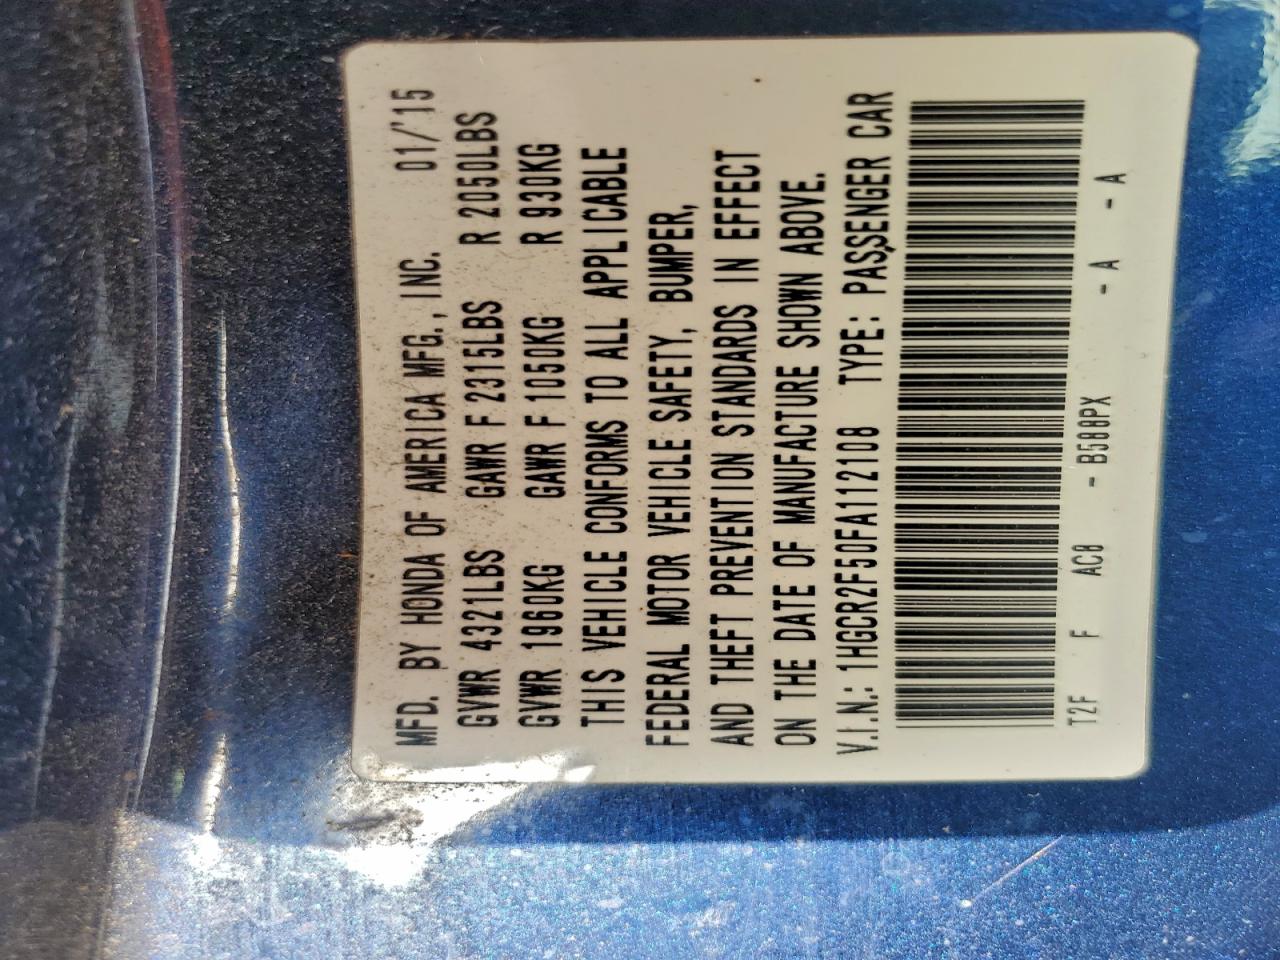 MFD. BY HONDA OF AMERICA MFG., INC. 01/'15
GVWR 4321LBS GAWR F 2315LBS R 2050LBS
GVWR 1960KG GAWR F 1050KG R 930KG
THIS VEHICLE CONFORMS TO ALL APPLICABLE
FEDERAL MOTOR VEHICLE SAFETY, BUMPER,
AND THEFT PREVENTION STANDARDS IN EFFECT
ON THE DATE OF MANUFACTURE SHOWN ABOVE.
V.I.N.: 1HGCR2F50FA112108 TYPE: PASSENGER CAR
T2F F AC8 - B588PX - A - A